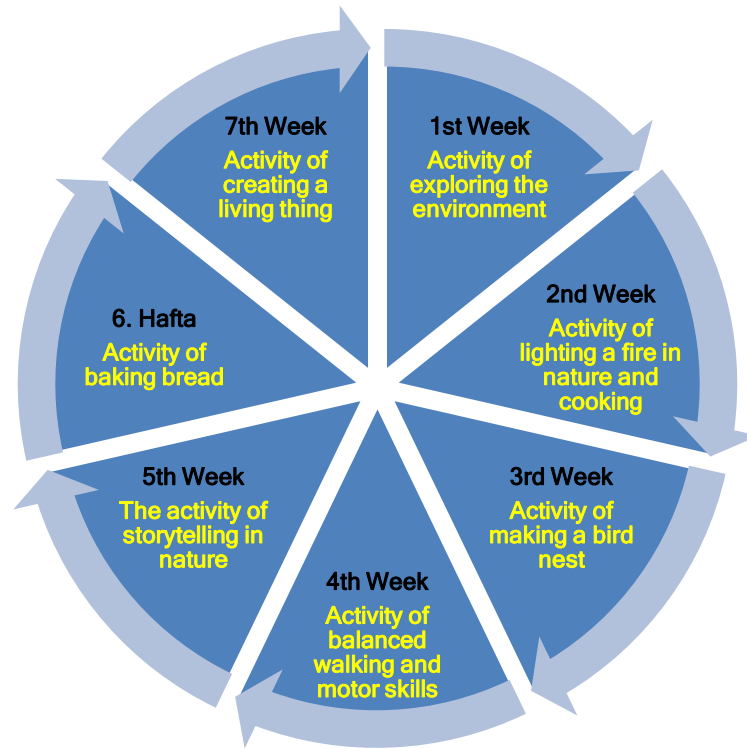 1st Week
Activity of
exploring the
environment
2nd Week
Activity of
lighting a fire in
nature and
cooking
3rd Week
Activity of
making a bird
nest
4th Week
Activity of
balanced
walking and
motor skills
5th Week
The activity of
storytelling in
nature
6. Hafta
Activity of
baking bread
7th Week
Activity of
creating a
living thing